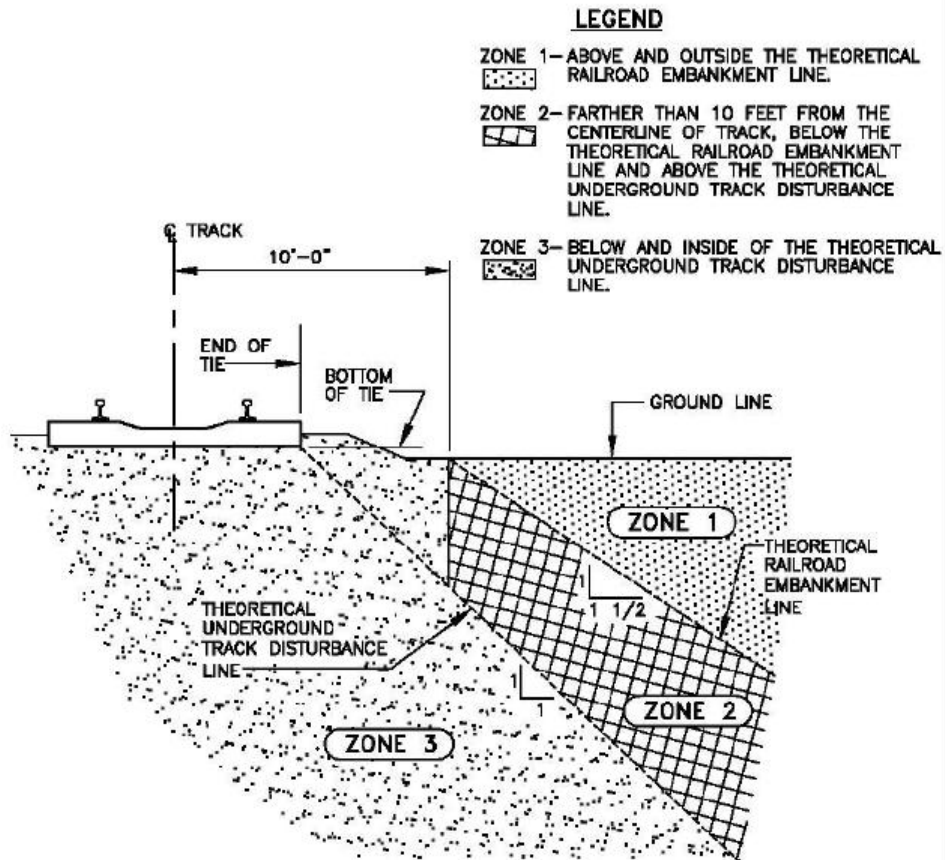 LEGEND
ZONE 1- ABOVE AND OUTSIDE THE THEORETICAL
RAILROAD EMBANKMENT LINE.
ZONE 2- FARTHER THAN 10 FEET FROM THE
CENTERLINE OF TRACK, BELOW THE
THEORETICAL RAILROAD EMBANKMENT
LINE AND ABOVE THE THEORETICAL
UNDERGROUND TRACK DISTURBANCE
LINE.
ZONE 3- BELOW AND INSIDE OF THE THEORETICAL
UNDERGROUND TRACK DISTURBANCE
LINE.
℄ TRACK
10'-0"
END OF
TIE
BOTTOM
OF TIE
GROUND LINE
ZONE 1
THEORETICAL
RAILROAD
EMBANKMENT
LINE
1
1 1/2
THEORETICAL
UNDERGROUND
TRACK DISTURBANCE
LINE
1
1
ZONE 2
ZONE 3